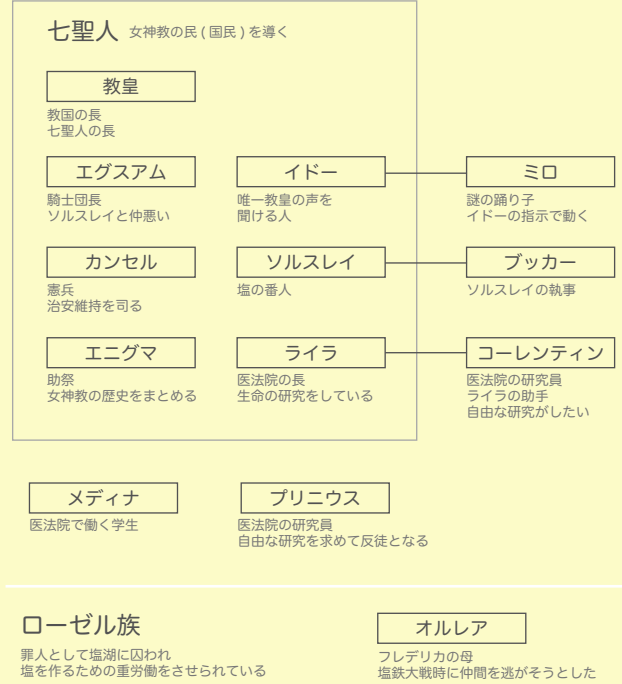 七聖人 女神教の民(国民)を導く
教皇
教国の長
七聖人の長
エグスアム
騎士団長
ソルスレイと仲悪い
イドー
唯一教皇の声を
聞ける人
ミロ
謎の踊り子
イドーの指示で動く
カンセル
憲兵
治安維持を司る
ソルスレイ
塩の番人
ブッカー
ソルスレイの執事
エニグマ
助祭
女神教の歴史をまとめる
ライラ
医法院の長
生命の研究をしている
コーレンティン
医法院の研究員
ライラの助手
自由な研究がしたい
メディナ
医法院で働く学生
プリニウス
医法院の研究員
自由な研究を求めて反徒となる
ローゼル族
罪人として塩湖に囚われ
塩を作るための重労働をさせられている
オルレア
フレデリカの母
塩鉄大戦時に仲間を逃がそうとした